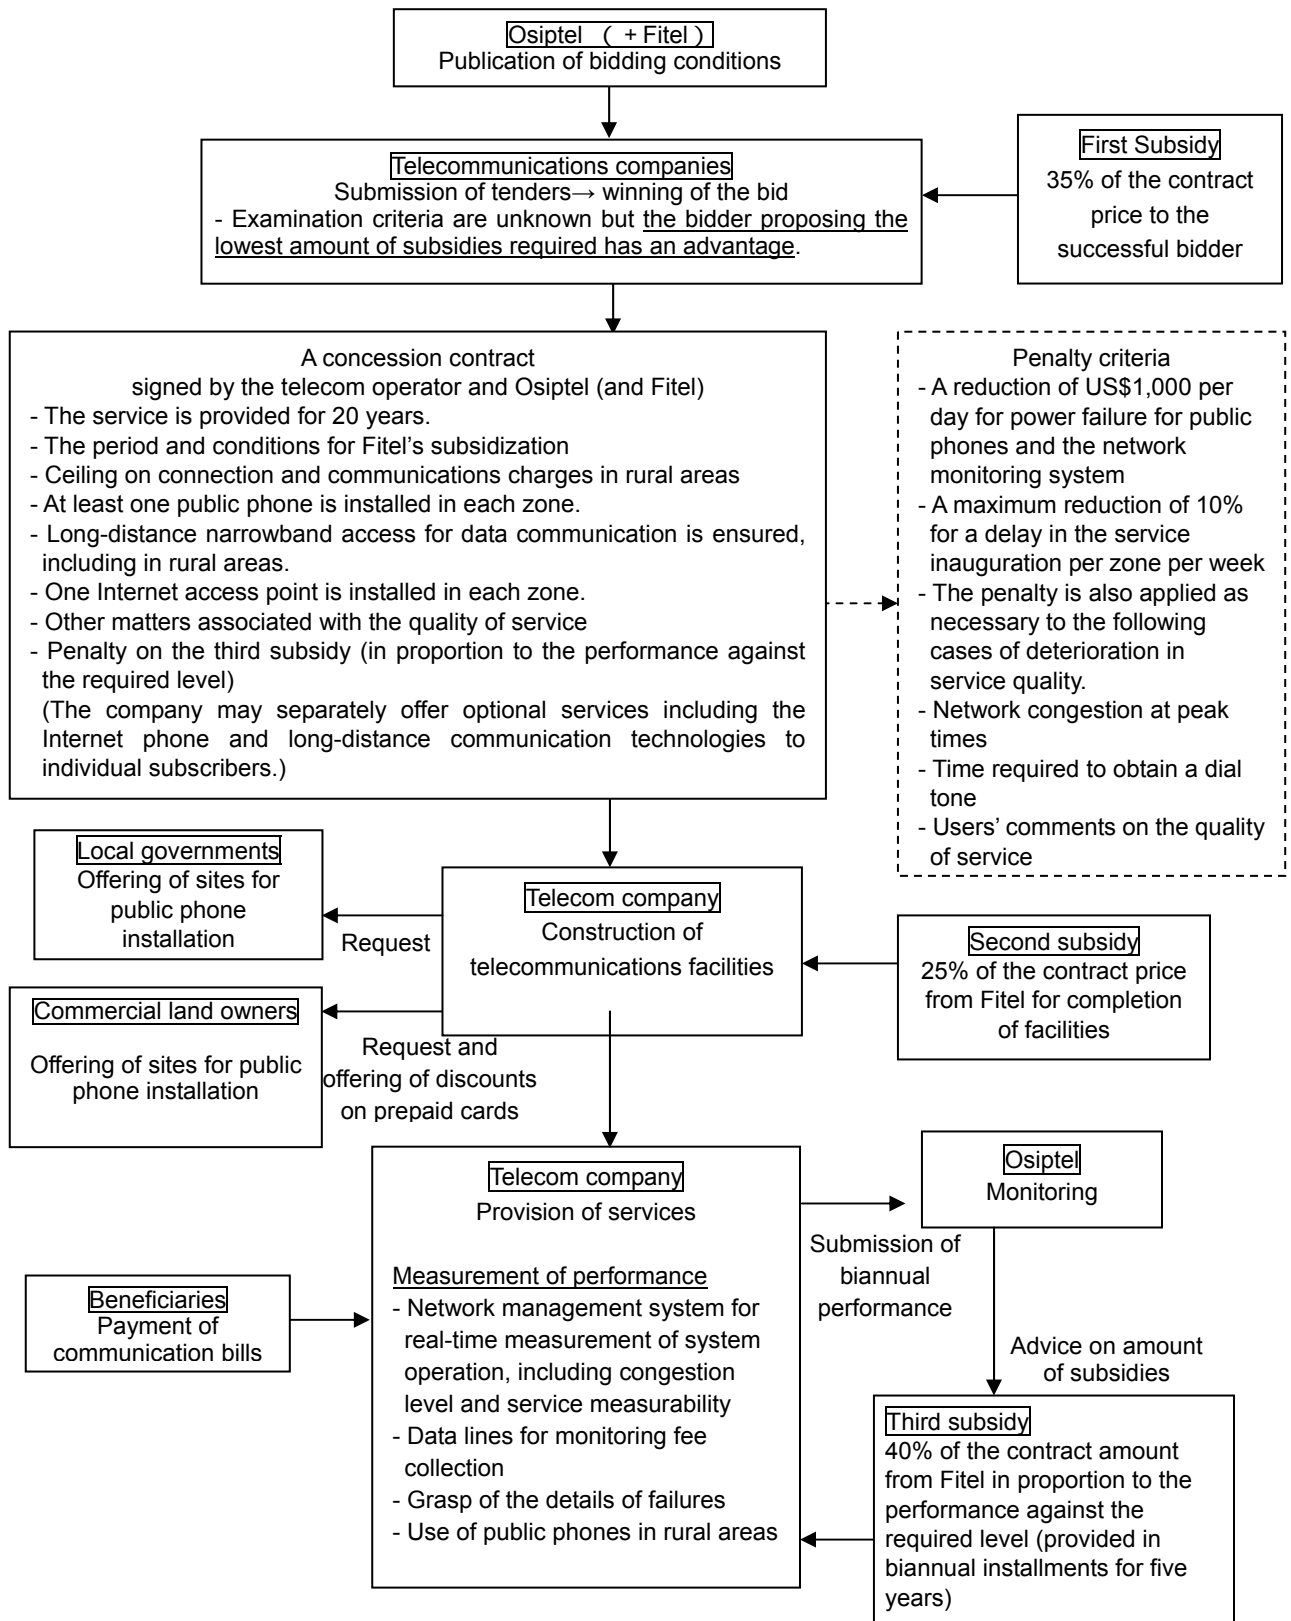 Osiptel （ + Fitel ）
Publication of bidding conditions
Telecommunications companies
Submission of tenders→ winning of the bid
- Examination criteria are unknown but the bidder proposing the
lowest amount of subsidies required has an advantage.
First Subsidy
35% of the contract
price to the
successful bidder
A concession contract
signed by the telecom operator and Osiptel (and Fitel)
- The service is provided for 20 years.
- The period and conditions for Fitel’s subsidization
- Ceiling on connection and communications charges in rural areas
- At least one public phone is installed in each zone.
- Long-distance narrowband access for data communication is ensured,
including in rural areas.
- One Internet access point is installed in each zone.
- Other matters associated with the quality of service
- Penalty on the third subsidy (in proportion to the performance against
the required level)
(The company may separately offer optional services including the
Internet phone and long-distance communication technologies to
individual subscribers.)
Penalty criteria
- A reduction of US$1,000 per
day for power failure for public
phones and the network
monitoring system
- A maximum reduction of 10%
for a delay in the service
inauguration per zone per week
- The penalty is also applied as
necessary to the following
cases of deterioration in
service quality.
- Network congestion at peak
times
- Time required to obtain a dial
tone
- Users’ comments on the quality
of service
Local governments
Offering of sites for
public phone
installation
Request
Telecom company
Construction of
telecommunications facilities
Second subsidy
25% of the contract price
from Fitel for completion
of facilities
Commercial land owners
Offering of sites for public
phone installation
Request and
offering of discounts
on prepaid cards
Telecom company
Provision of services
Measurement of performance
- Network management system for
real-time measurement of system
operation, including congestion
level and service measurability
- Data lines for monitoring fee
collection
- Grasp of the details of failures
- Use of public phones in rural areas
Osiptel
Monitoring
Submission of
biannual
performance
Beneficiaries
Payment of
communication bills
Advice on amount
of subsidies
Third subsidy
40% of the contract amount
from Fitel in proportion to the
performance against the
required level (provided in
biannual installments for five
years)